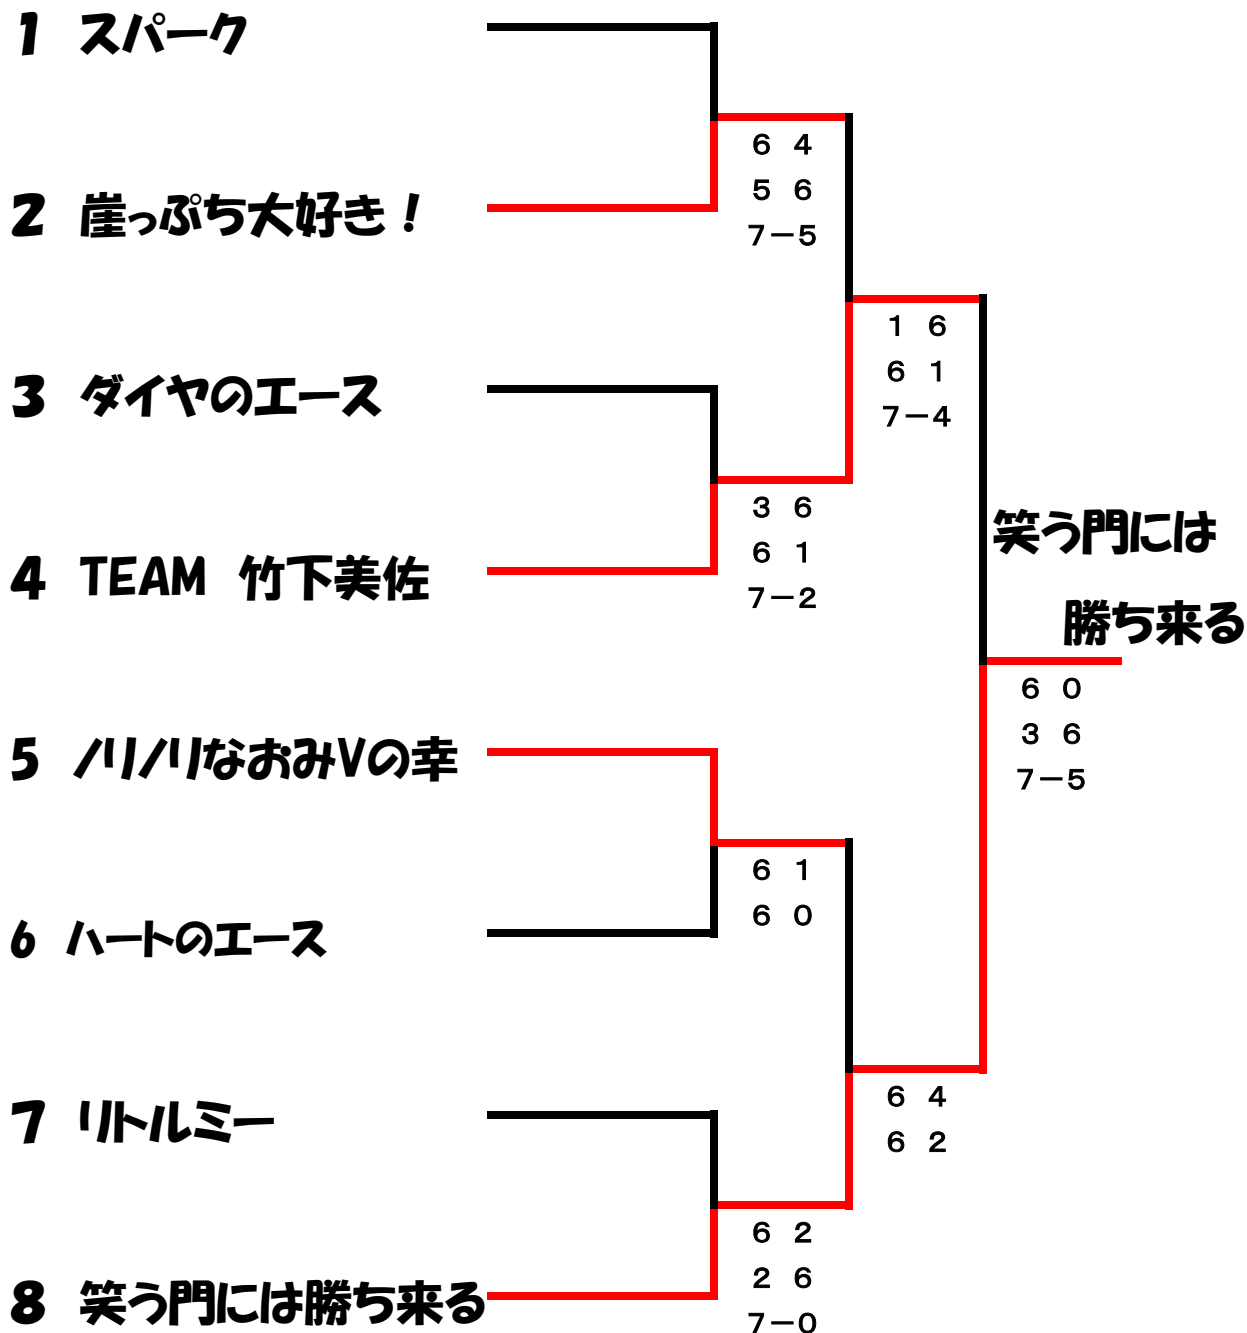 1 スパーク
6 4
2 崖っぷち大好き！
5 6
7－5
1 6
3 ダイヤのエース
6 1
7－4
3 6
笑う門には
4 TEAM 竹下美佐
6 1
7－2
勝ち来る
6 0
3 6
5 ノリノリなおみVの幸
7－5
6 1
6 ハートのエース
6 0
7 リトルミー
6 4
6 2
6 2
8 笑う門には勝ち来る
2 6
7－0